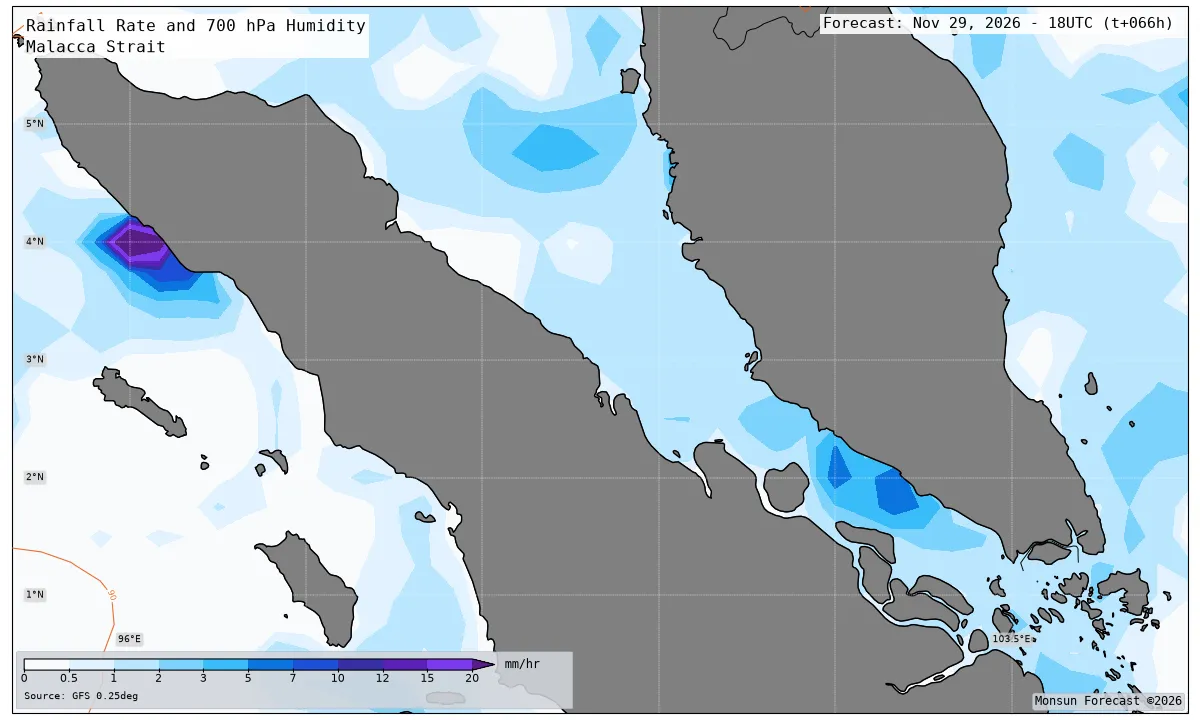 Rainfall Rate and 700 hPa Humidity
Malacca Strait
Forecast: Nov 29, 2026 - 18UTC (t+066h)
5°N
4°N
3°N
2°N
1°N
90
96°E
103.5°E
mm/hr
0 0.5 1 2 3 5 7 10 12 15 20
Source: GFS 0.25deg
Monsun Forecast ©2026